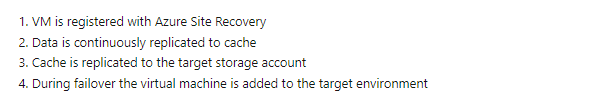 1. VM is registered with Azure Site Recovery
2. Data is continuously replicated to cache
3. Cache is replicated to the target storage account
4. During failover the virtual machine is added to the target environment